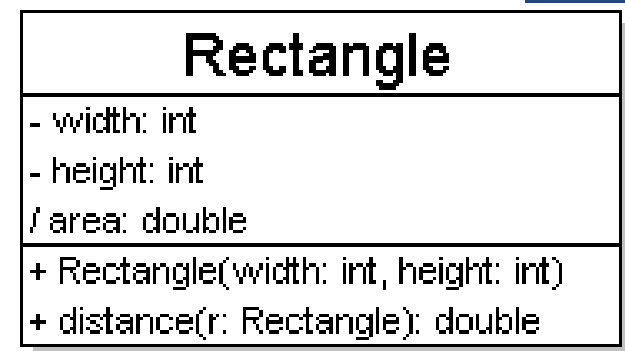 Rectangle
- width: int
- height: int
/ area: double
+ Rectangle(width: int, height: int)
+ distance(r: Rectangle): double